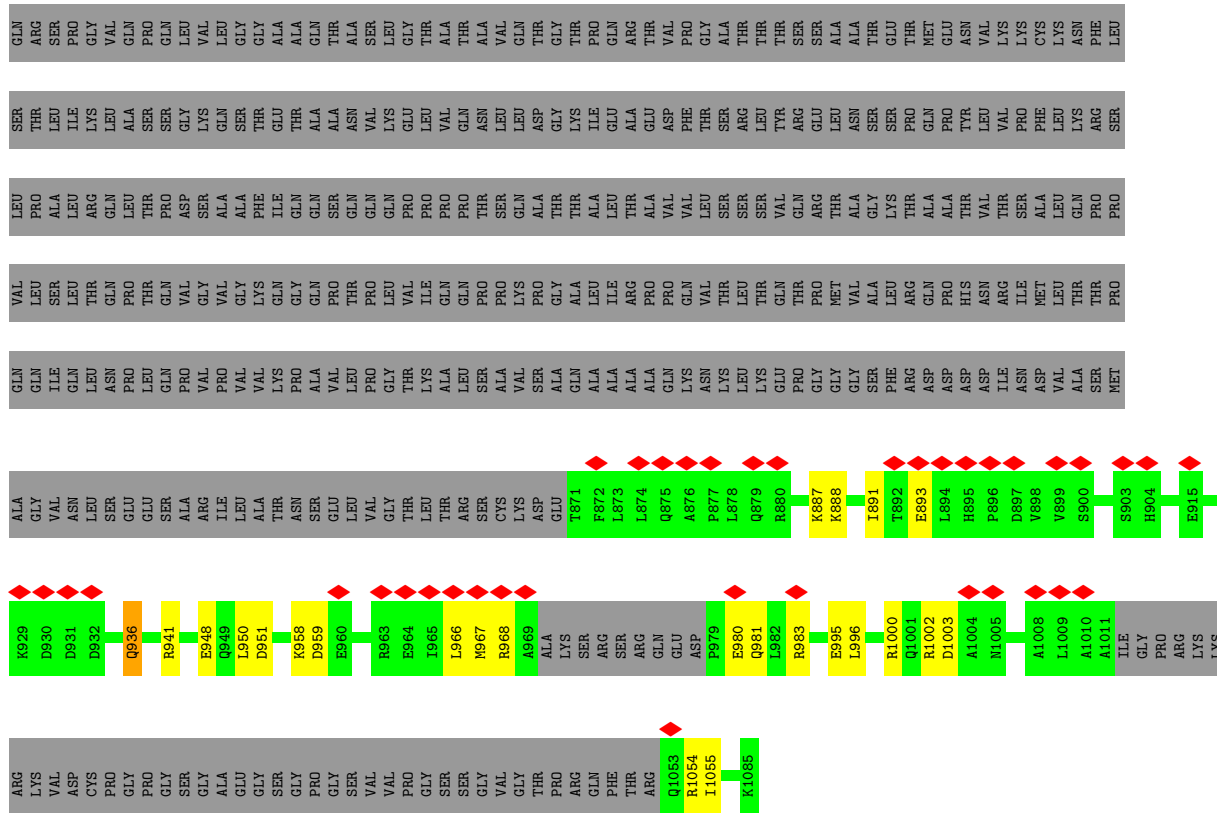 GLN ARG SER PRO GLY VAL GLN PRO GLN LEU VAL LEU GLY GLY ALA ALA GLN THR ALA SER LEU GLY THR ALA THR ALA VAL GLN THR GLY THR PRO GLN ARG THR VAL PRO GLY ALA THR THR THR SER SER ALA ALA THR GLU THR MET GLU ASN VAL LYS LYS CYS LYS ASN PHE LEU
SER THR LEU ILE LYS LEU ALA SER SER GLY LYS GLN SER THR GLU THR ALA ALA ASN VAL LYS GLU LEU VAL GLN ASN LEU LEU ASP GLY LYS ILE GLU ALA GLU ASP PHE THR SER ARG LEU TYR ARG GLU LEU ASN SER SER PRO GLN PRO TYR LEU VAL PRO PHE LEU LYS ARG SER
LEU PRO ALA LEU ARG GLN LEU THR PRO ASP SER ALA ALA PHE ILE GLN GLN SER GLN GLN GLN PRO PRO PRO PRO THR SER GLN ALA THR THR ALA LEU THR ALA VAL VAL LEU SER SER SER VAL GLN ARG THR ALA GLY LYS THR ALA ALA THR VAL THR SER ALA LEU GLN PRO PRO
VAL LEU SER LEU THR GLN PRO THR GLN VAL GLY VAL GLY LYS GLN GLY GLN PRO THR PRO LEU VAL ILE GLN GLN PRO PRO LYS PRO GLY ALA LEU ILE ARG PRO PRO GLN VAL THR LEU THR GLN THR PRO MET VAL ALA LEU ARG GLN PRO HIS ASN ARG ILE MET LEU THR THR PRO
GLN GLN ILE GLN LEU ASN PRO LEU GLN PRO VAL PRO VAL VAL LYS PRO ALA VAL LEU PRO GLY THR LYS ALA LEU SER ALA VAL SER ALA GLN ALA ALA ALA ALA GLN LYS ASN LYS LEU LYS GLU PRO GLY GLY GLY SER PHE ARG ASP ASP ASP ASP ILE ASN ASP VAL ALA SER MET
ALA GLY VAL ASN LEU SER GLU GLU SER ALA ARG ILE LEU ALA THR ASN SER GLU LEU VAL GLY THR LEU THR ARG SER CYS LYS ASP GLU T871 F872 L873 L874 Q875 A876 P877 L878 Q879 R880 K887 K888 I891 T892 E893 L894 H895 P896 D897 V898 V899 S900 S903 H904 E915
K929 D930 D931 D932 Q936 R941 E948 Q949 L950 D951 K958 D959 E960 R963 E964 I965 L966 M967 R968 A969 ALA LYS SER ARG SER ARG GLN GLU ASP P979 E980 Q981 L982 R983 E995 L996 R1000 Q1001 R1002 D1003 A1004 N1005 A1008 L1009 A1010 A1011 ILE GLY PRO ARG LYS LYS
ARG LYS VAL ASP CYS PRO GLY PRO GLY SER GLY ALA GLU GLY SER GLY PRO GLY SER VAL VAL PRO GLY SER SER GLY VAL GLY THR PRO ARG GLN PHE THR ARG Q1053 R1054 I1055 K1085